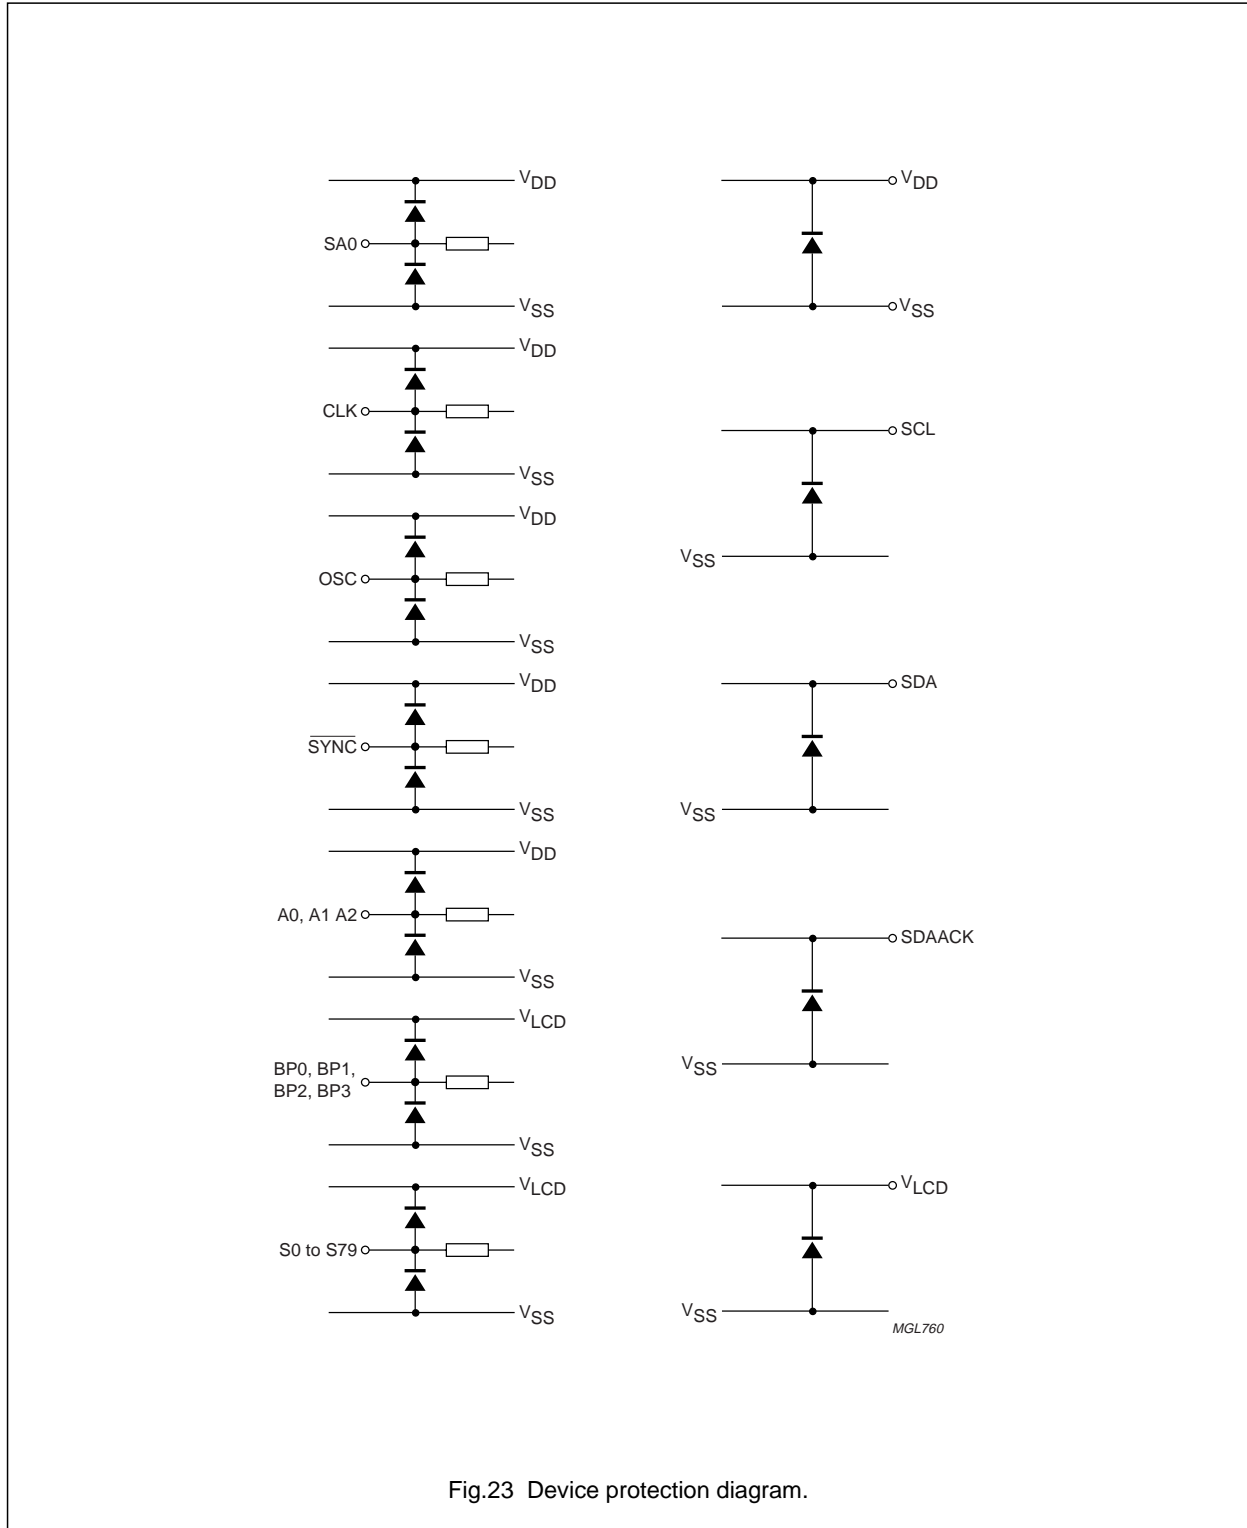 VDD
SA0
VSS
VDD
CLK
VSS
VDD
OSC
VSS
VDD
SYNC
VSS
VDD
A0, A1 A2
VSS
VLCD
BP0, BP1,
BP2, BP3
VSS
VLCD
S0 to S79
VSS
VDD
VSS
SCL
VSS
SDA
VSS
SDAACK
VSS
VLCD
VSS
MGL760
Fig.23 Device protection diagram.